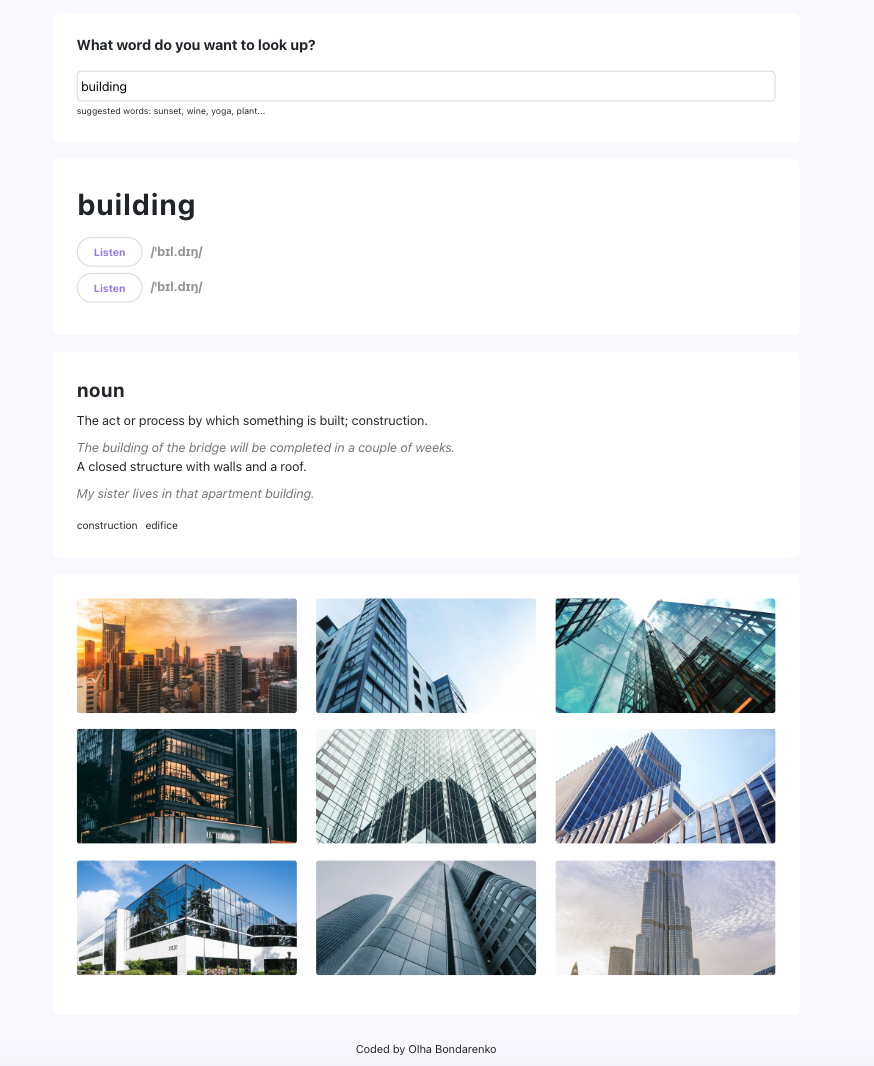 What word do you want to look up?
building
suggested words: sunset, wine, yoga, plant...
building
Listen /ˈbɪl.dɪŋ/
Listen /ˈbɪl.dɪŋ/
noun
The act or process by which something is built; construction.
The building of the bridge will be completed in a couple of weeks.
A closed structure with walls and a roof.
My sister lives in that apartment building.
construction edifice
Coded by Olha Bondarenko